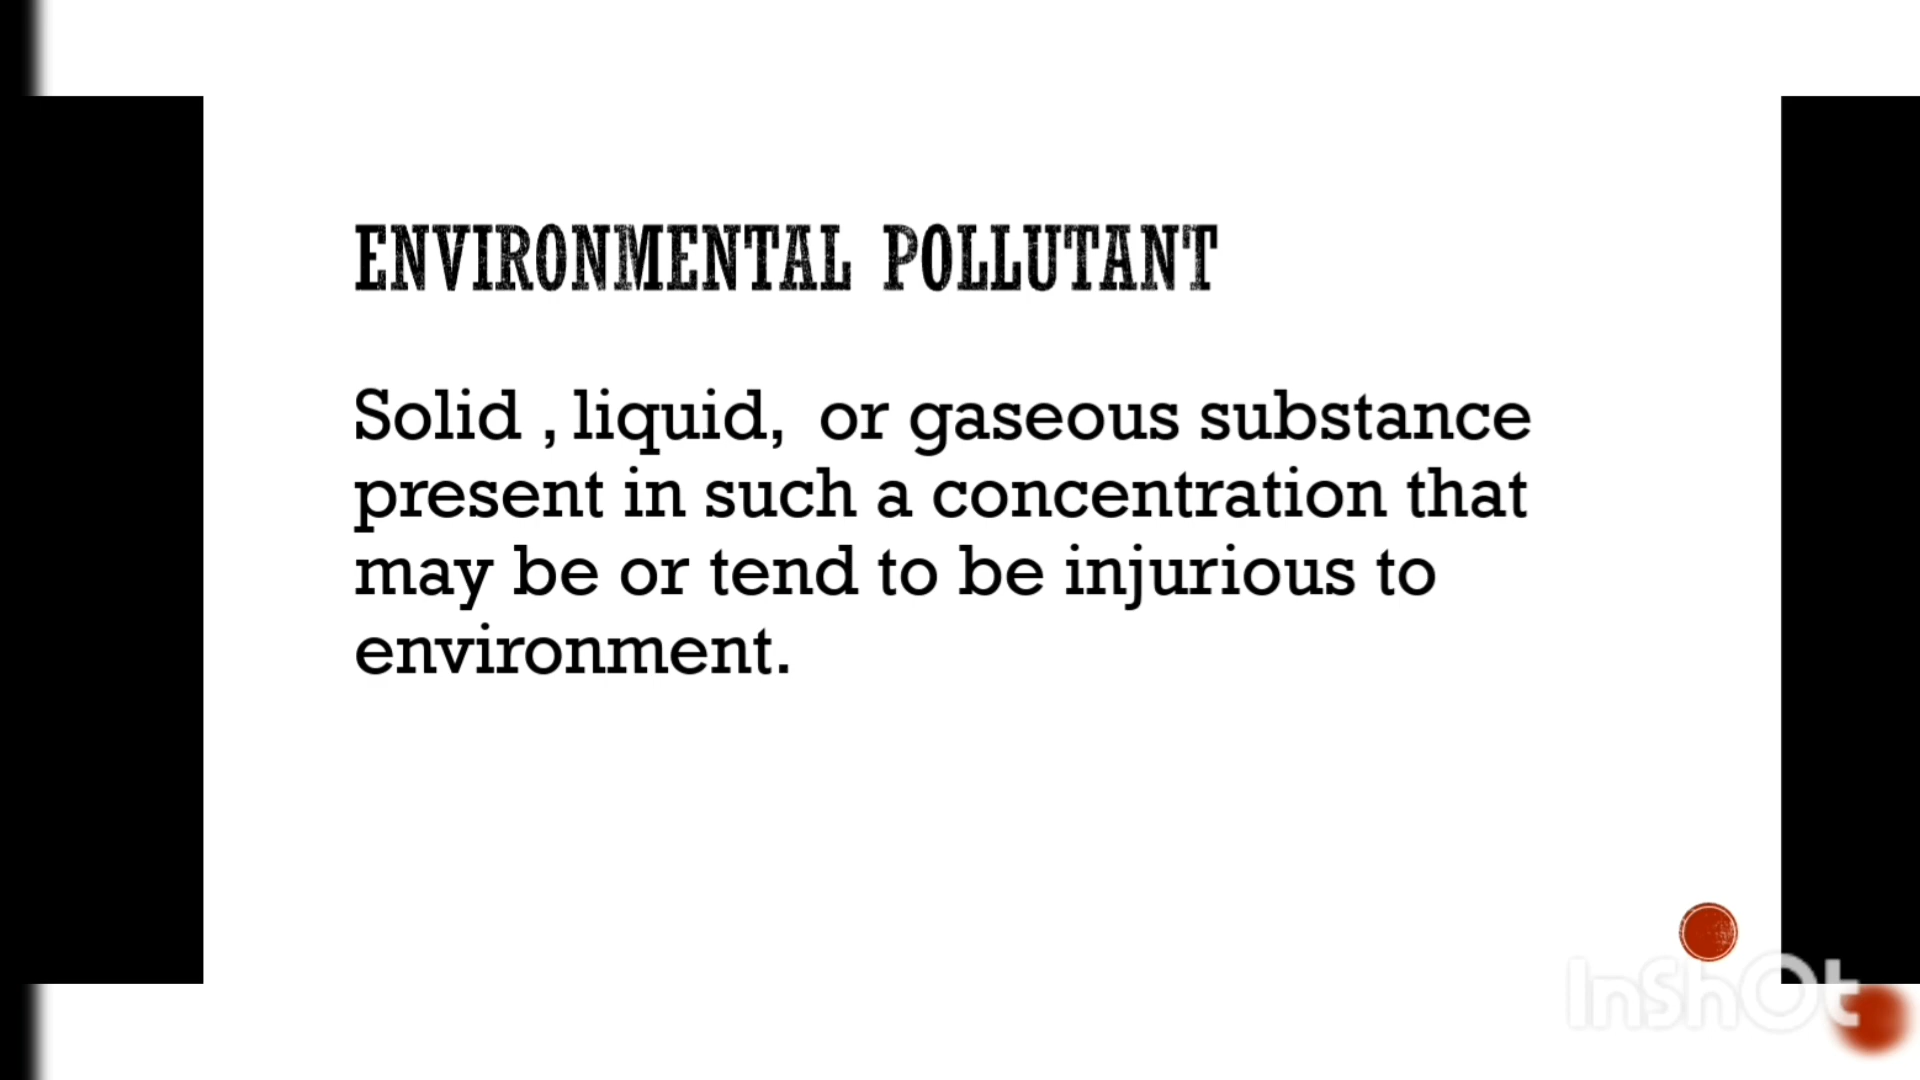 ENVIRONMENTAL POLLUTANT
Solid , liquid, or gaseous substance
present in such a concentration that
may be or tend to be injurious to
environment.
InShOt